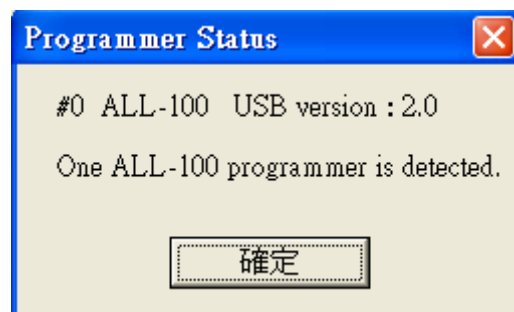 Programmer Status
#0 ALL-100 USB version : 2.0
One ALL-100 programmer is detected.
確定